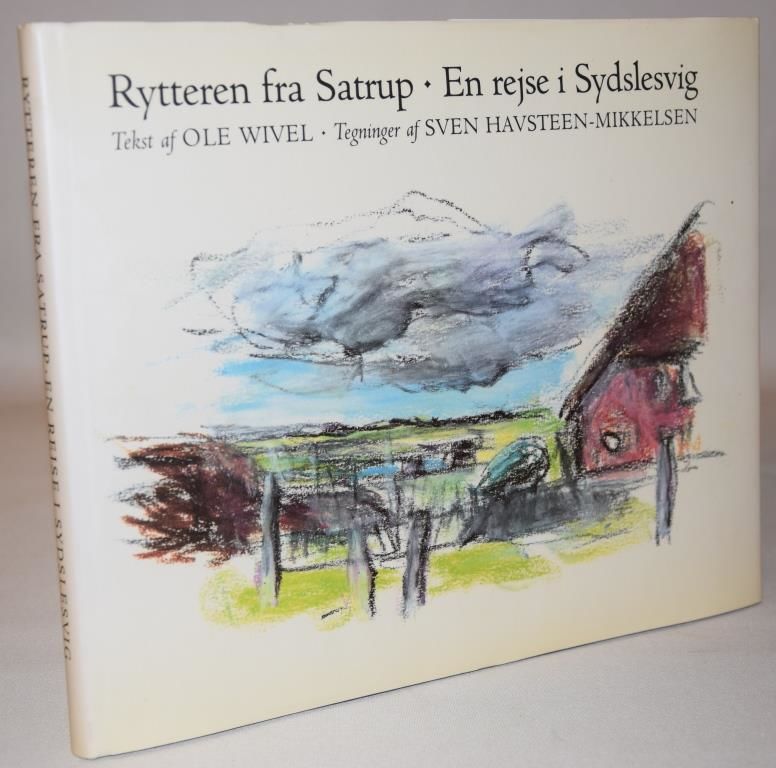 Rytteren fra Satrup · En rejse i Sydslesvig
Tekst af OLE WIVEL · Tegninger af SVEN HAVSTEEN-MIKKELSEN
RYTTEREN FRA SATRUP · EN REJSE I SYDSLESVIG